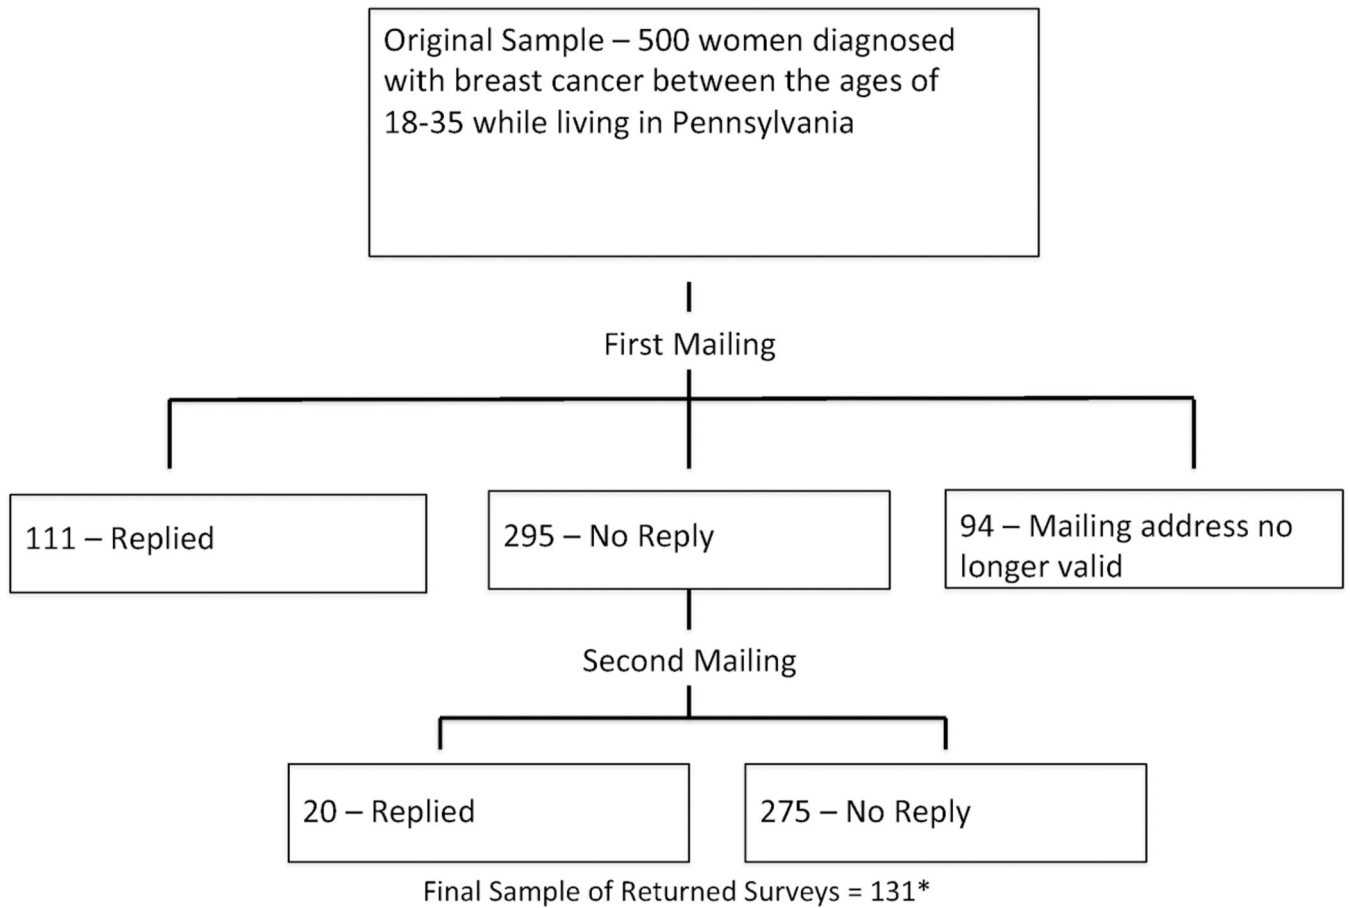 Original Sample – 500 women diagnosed
with breast cancer between the ages of
18-35 while living in Pennsylvania
First Mailing
111 – Replied
295 – No Reply
94 – Mailing address no
longer valid
Second Mailing
20 – Replied
275 – No Reply
Final Sample of Returned Surveys = 131*